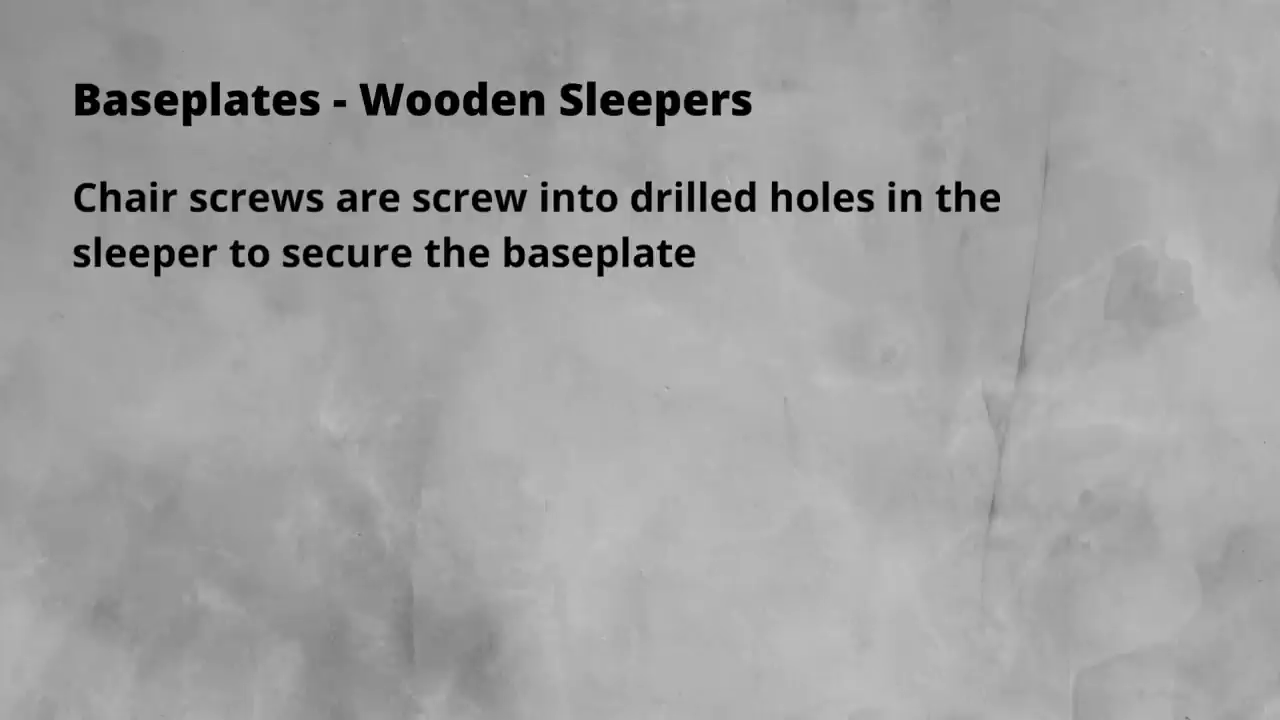 Baseplates - Wooden Sleepers
Chair screws are screw into drilled holes in the
sleeper to secure the baseplate